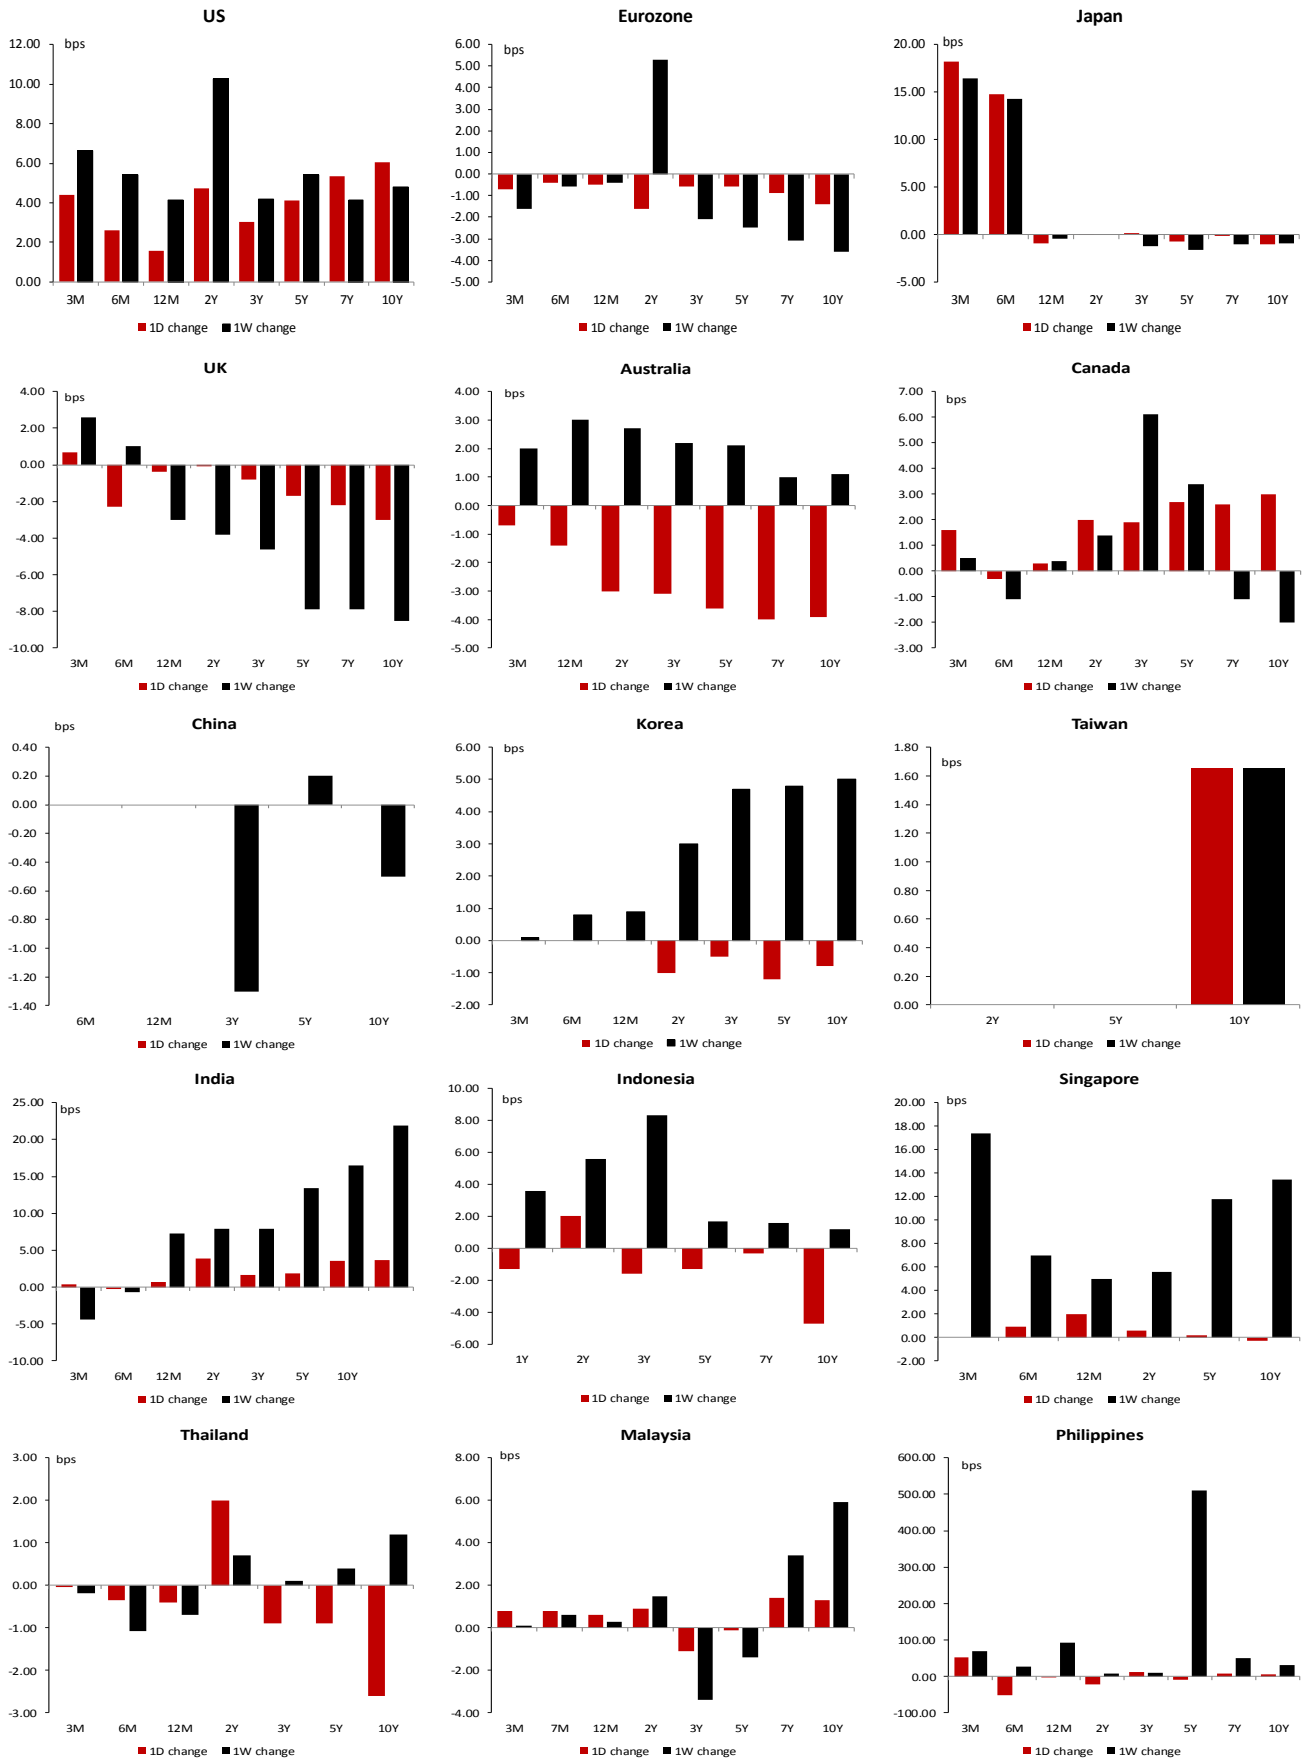 US
bps
12.00
10.00
8.00
6.00
4.00
2.00
0.00
3M 6M 12M 2Y 3Y 5Y 7Y 10Y
1D change 1W change
Eurozone
bps
6.00
5.00
4.00
3.00
2.00
1.00
0.00
-1.00
-2.00
-3.00
-4.00
-5.00
3M 6M 12M 2Y 3Y 5Y 7Y 10Y
1D change 1W change
Japan
bps
20.00
15.00
10.00
5.00
0.00
-5.00
3M 6M 12M 2Y 3Y 5Y 7Y 10Y
1D change 1W change
UK
bps
4.00
2.00
0.00
-2.00
-4.00
-6.00
-8.00
-10.00
3M 6M 12M 2Y 3Y 5Y 7Y 10Y
1D change 1W change
Australia
bps
4.00
3.00
2.00
1.00
0.00
-1.00
-2.00
-3.00
-4.00
-5.00
3M 12M 2Y 3Y 5Y 7Y 10Y
1D change 1W change
Canada
bps
7.00
6.00
5.00
4.00
3.00
2.00
1.00
0.00
-1.00
-2.00
-3.00
3M 6M 12M 2Y 3Y 5Y 7Y 10Y
1D change 1W change
China
bps
0.40
0.20
0.00
-0.20
-0.40
-0.60
-0.80
-1.00
-1.20
-1.40
6M 12M 3Y 5Y 10Y
1D change 1W change
Korea
bps
6.00
5.00
4.00
3.00
2.00
1.00
0.00
-1.00
-2.00
3M 6M 12M 2Y 3Y 5Y 10Y
1D change 1W change
Taiwan
bps
1.80
1.60
1.40
1.20
1.00
0.80
0.60
0.40
0.20
0.00
2Y 5Y 10Y
1D change 1W change
India
bps
25.00
20.00
15.00
10.00
5.00
0.00
-5.00
-10.00
3M 6M 12M 2Y 3Y 5Y 10Y
1D change 1W change
Indonesia
bps
10.00
8.00
6.00
4.00
2.00
0.00
-2.00
-4.00
-6.00
1Y 2Y 3Y 5Y 7Y 10Y
1D change 1W change
Singapore
bps
20.00
18.00
16.00
14.00
12.00
10.00
8.00
6.00
4.00
2.00
0.00
-2.00
3M 6M 12M 2Y 5Y 10Y
1D change 1W change
Thailand
bps
3.00
2.00
1.00
0.00
-1.00
-2.00
-3.00
3M 6M 12M 2Y 3Y 5Y 10Y
1D change 1W change
Malaysia
bps
8.00
6.00
4.00
2.00
0.00
-2.00
-4.00
3M 7M 12M 2Y 3Y 5Y 7Y 10Y
1D change 1W change
Philippines
bps
600.00
500.00
400.00
300.00
200.00
100.00
0.00
-100.00
3M 6M 12M 2Y 3Y 5Y 7Y 10Y
1D change 1W change